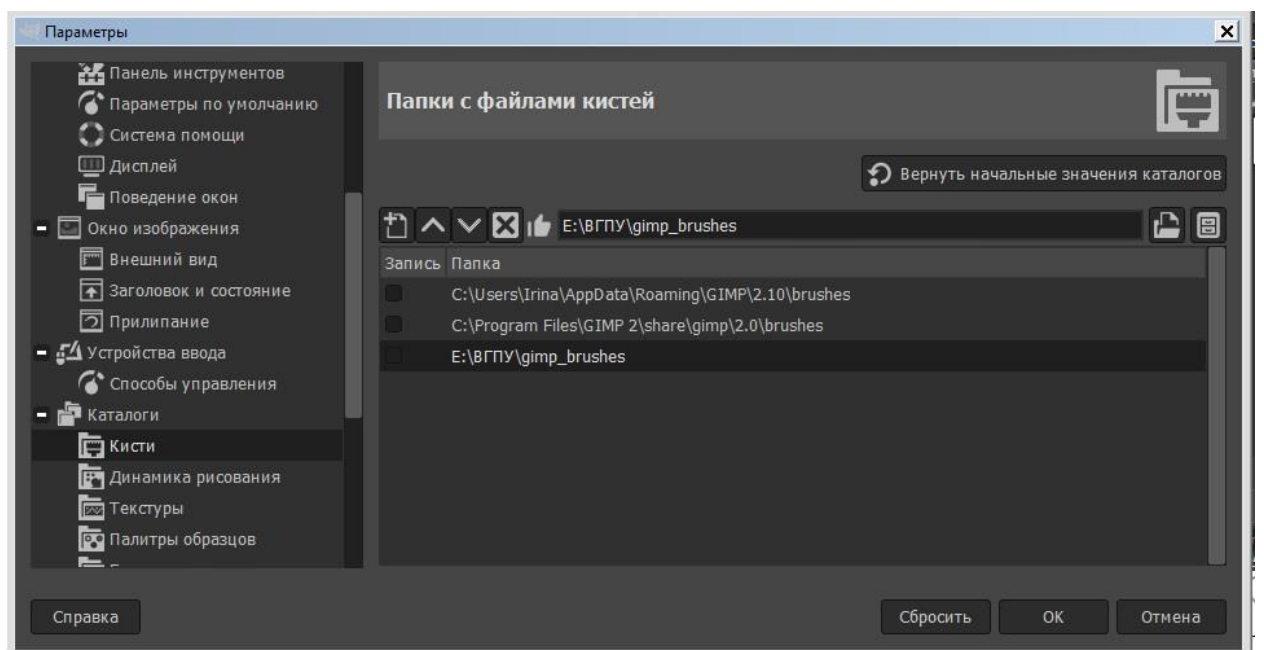 Параметры
Панель инструментов
Параметры по умолчанию
Система помощи
Дисплей
Поведение окон
Окно изображения
Внешний вид
Заголовок и состояние
Прилипание
Устройства ввода
Способы управления
Каталоги
Кисти
Динамика рисования
Текстуры
Палитры образцов
Папки с файлами кистей
Вернуть начальные значения каталогов
E:\ВГПУ\gimp_brushes
Запись Папка
C:\Users\Irina\AppData\Roaming\GIMP\2.10\brushes
C:\Program Files\GIMP 2\share\gimp\2.0\brushes
E:\ВГПУ\gimp_brushes
Справка
Сбросить
OK
Отмена